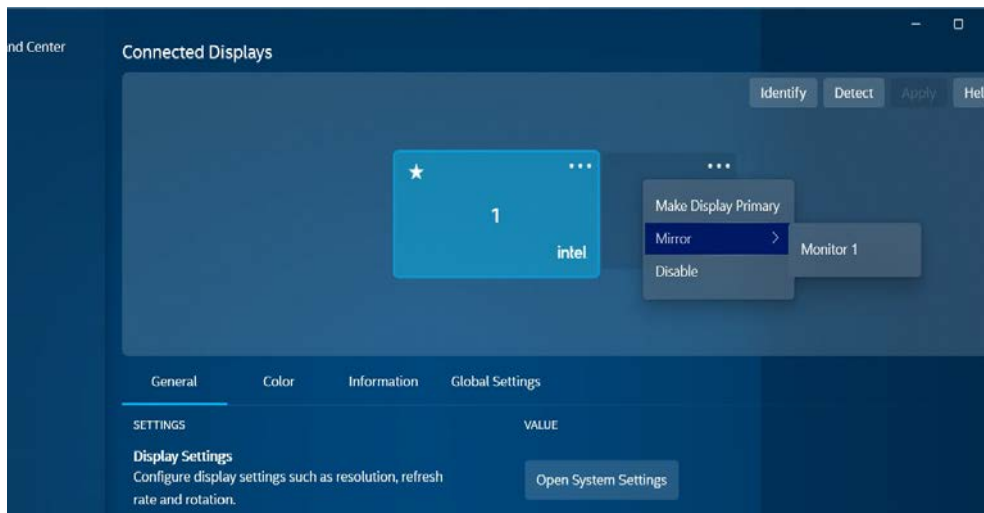 nd Center
Connected Displays
Identify Detect Apply Hel
1
intel
Make Display Primary
Mirror
Monitor 1
Disable
General Color Information Global Settings
SETTINGS VALUE
Display Settings
Configure display settings such as resolution, refresh
rate and rotation.
Open System Settings